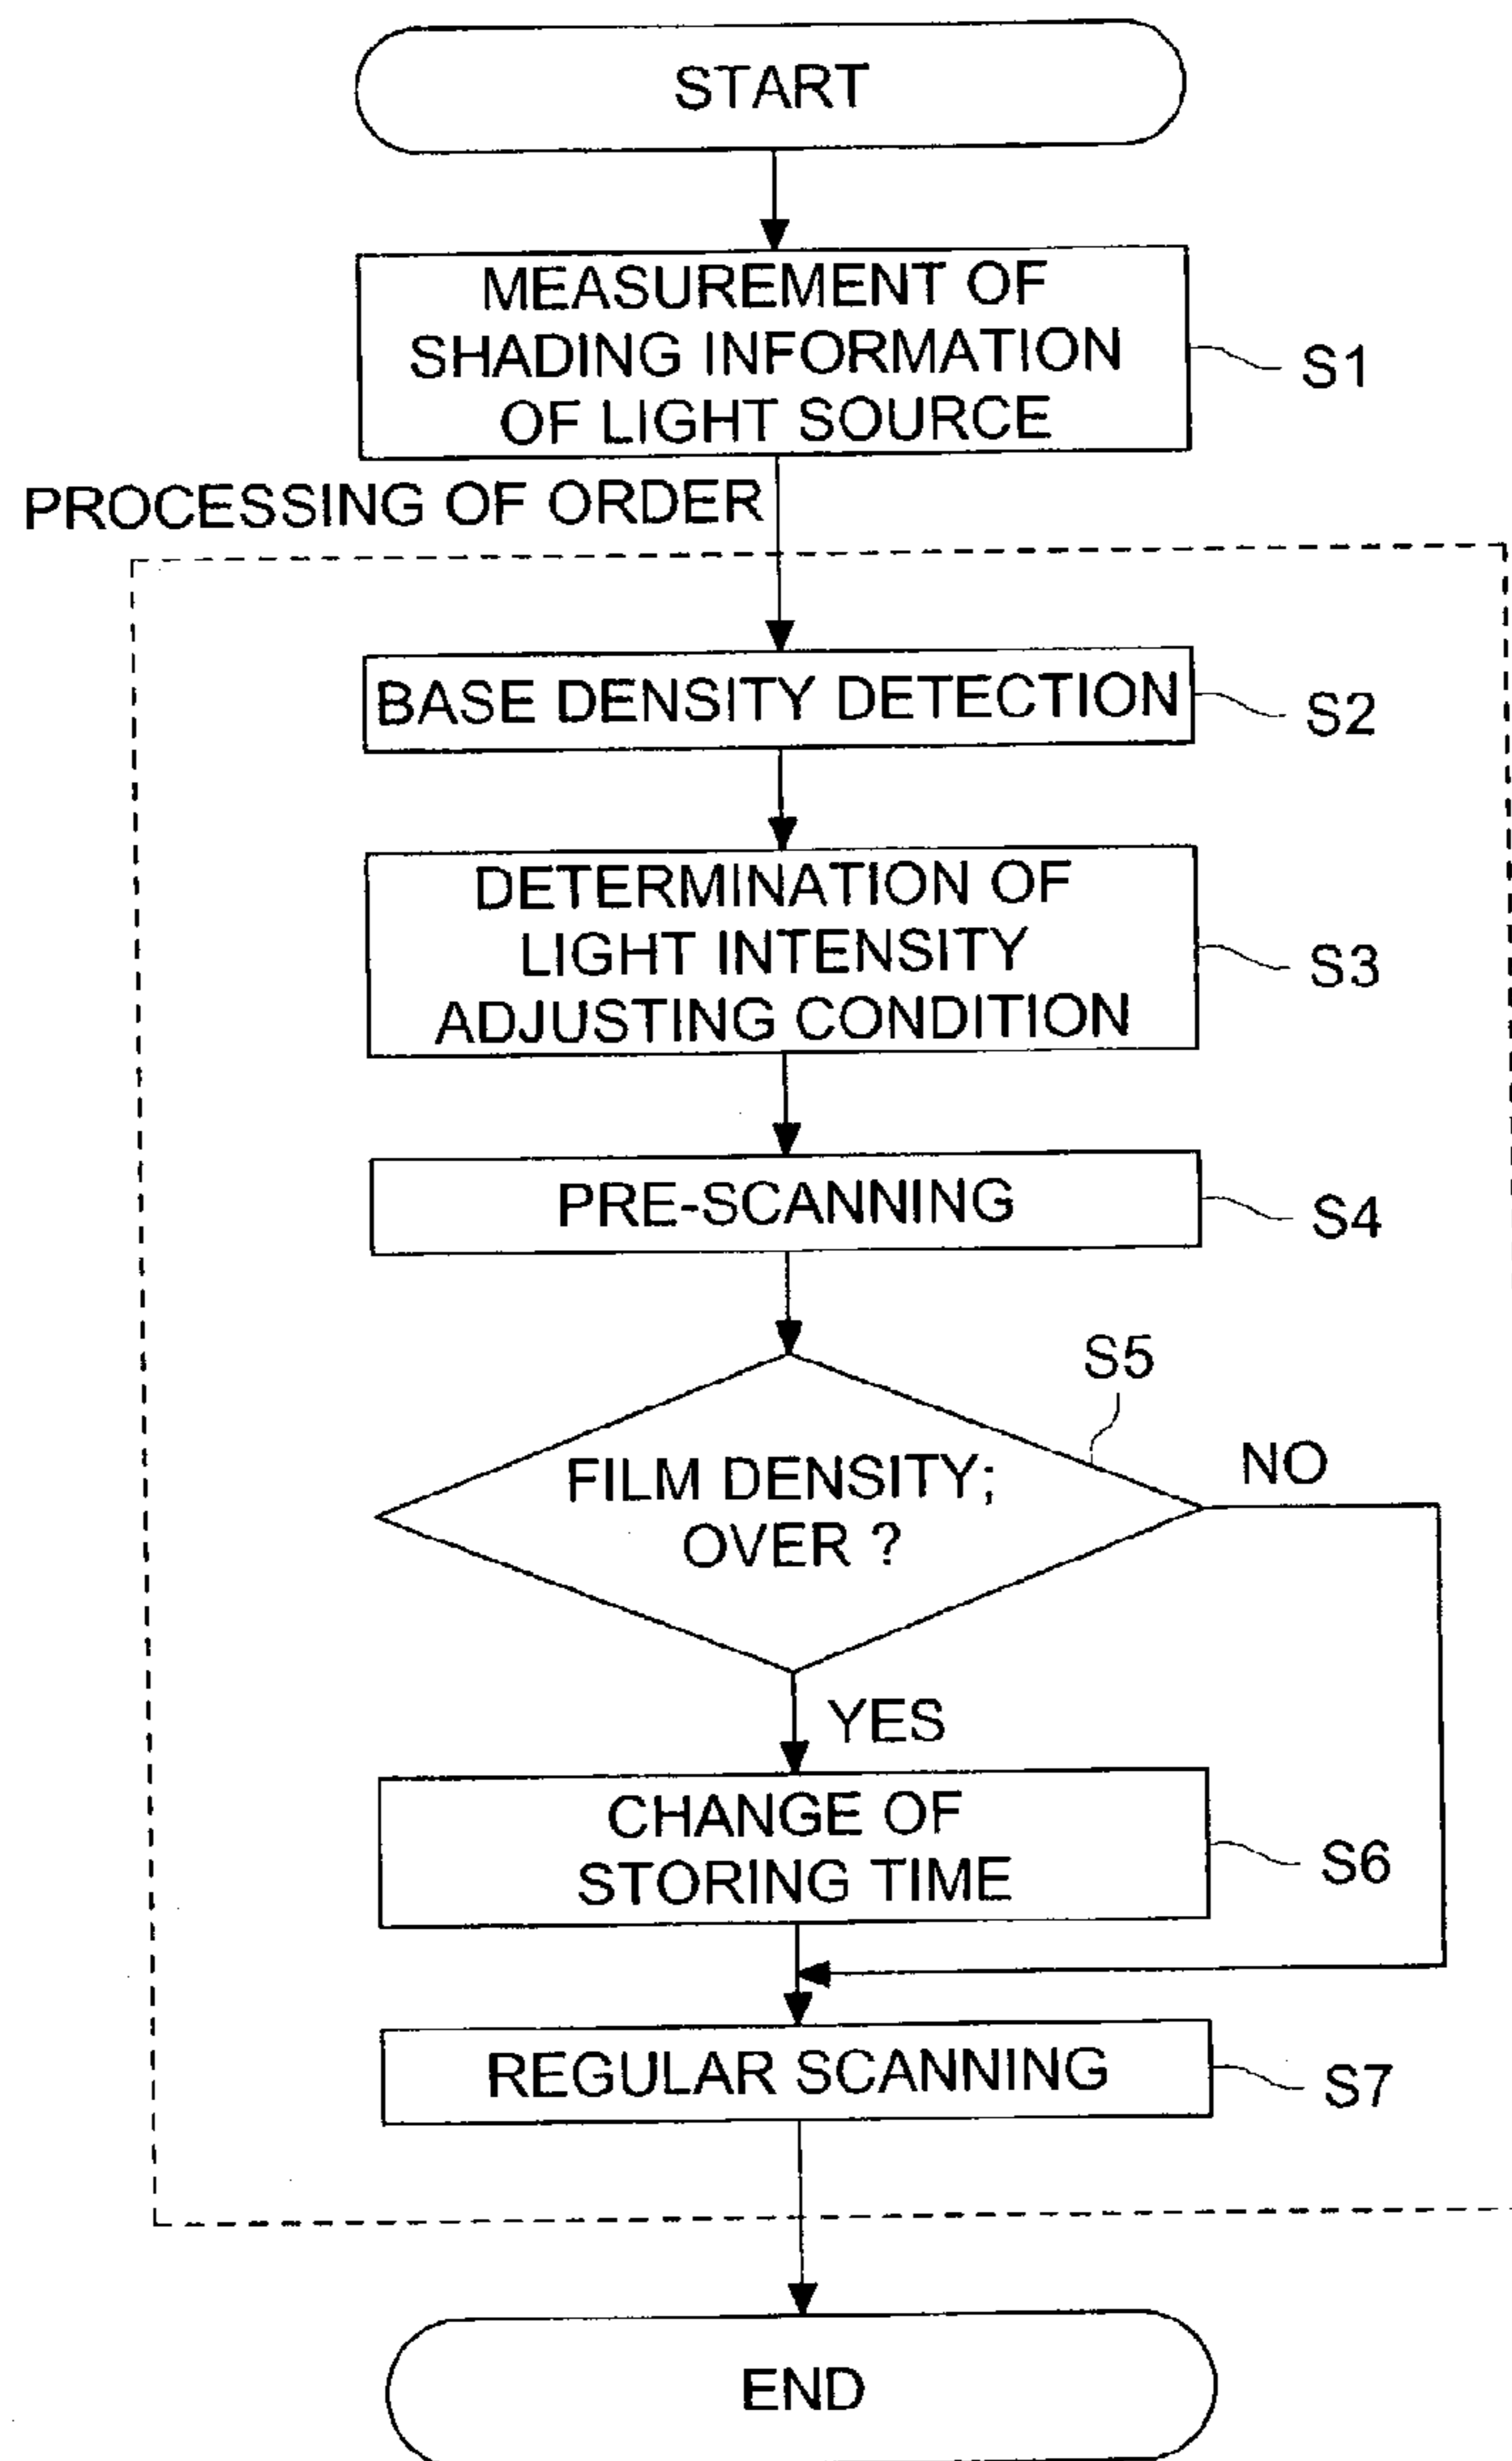 START
MEASUREMENT OF
SHADING INFORMATION
OF LIGHT SOURCE
S1
PROCESSING OF ORDER
BASE DENSITY DETECTION
S2
DETERMINATION OF
LIGHT INTENSITY
ADJUSTING CONDITION
S3
PRE-SCANNING
S4
S5
FILM DENSITY;
OVER ?
NO
YES
CHANGE OF
STORING TIME
S6
REGULAR SCANNING
S7
END